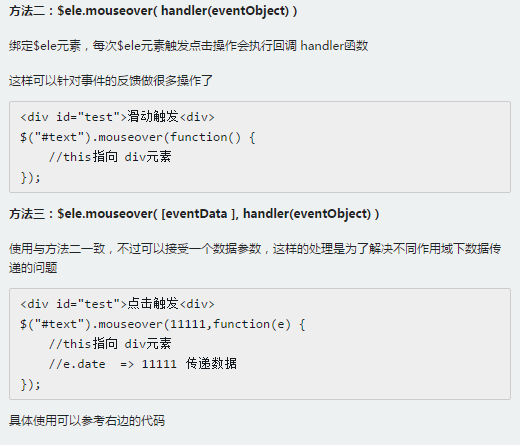 方法二：$ele.mouseover( handler(eventObject) )
绑定$ele元素，每次$ele元素触发点击操作会执行回调 handler函数
这样可以针对事件的反馈做很多操作了
<div id="test">滑动触发<div>
$("#text").mouseover(function() {
    //this指向 div元素
});
方法三：$ele.mouseover( [eventData ], handler(eventObject) )
使用与方法二一致，不过可以接受一个数据参数，这样的处理是为了解决不同作用域下数据传
递的问题
<div id="test">点击触发<div>
$("#text").mouseover(11111,function(e) {
    //this指向 div元素
    //e.date  => 11111 传递数据
});
具体使用可以参考右边的代码